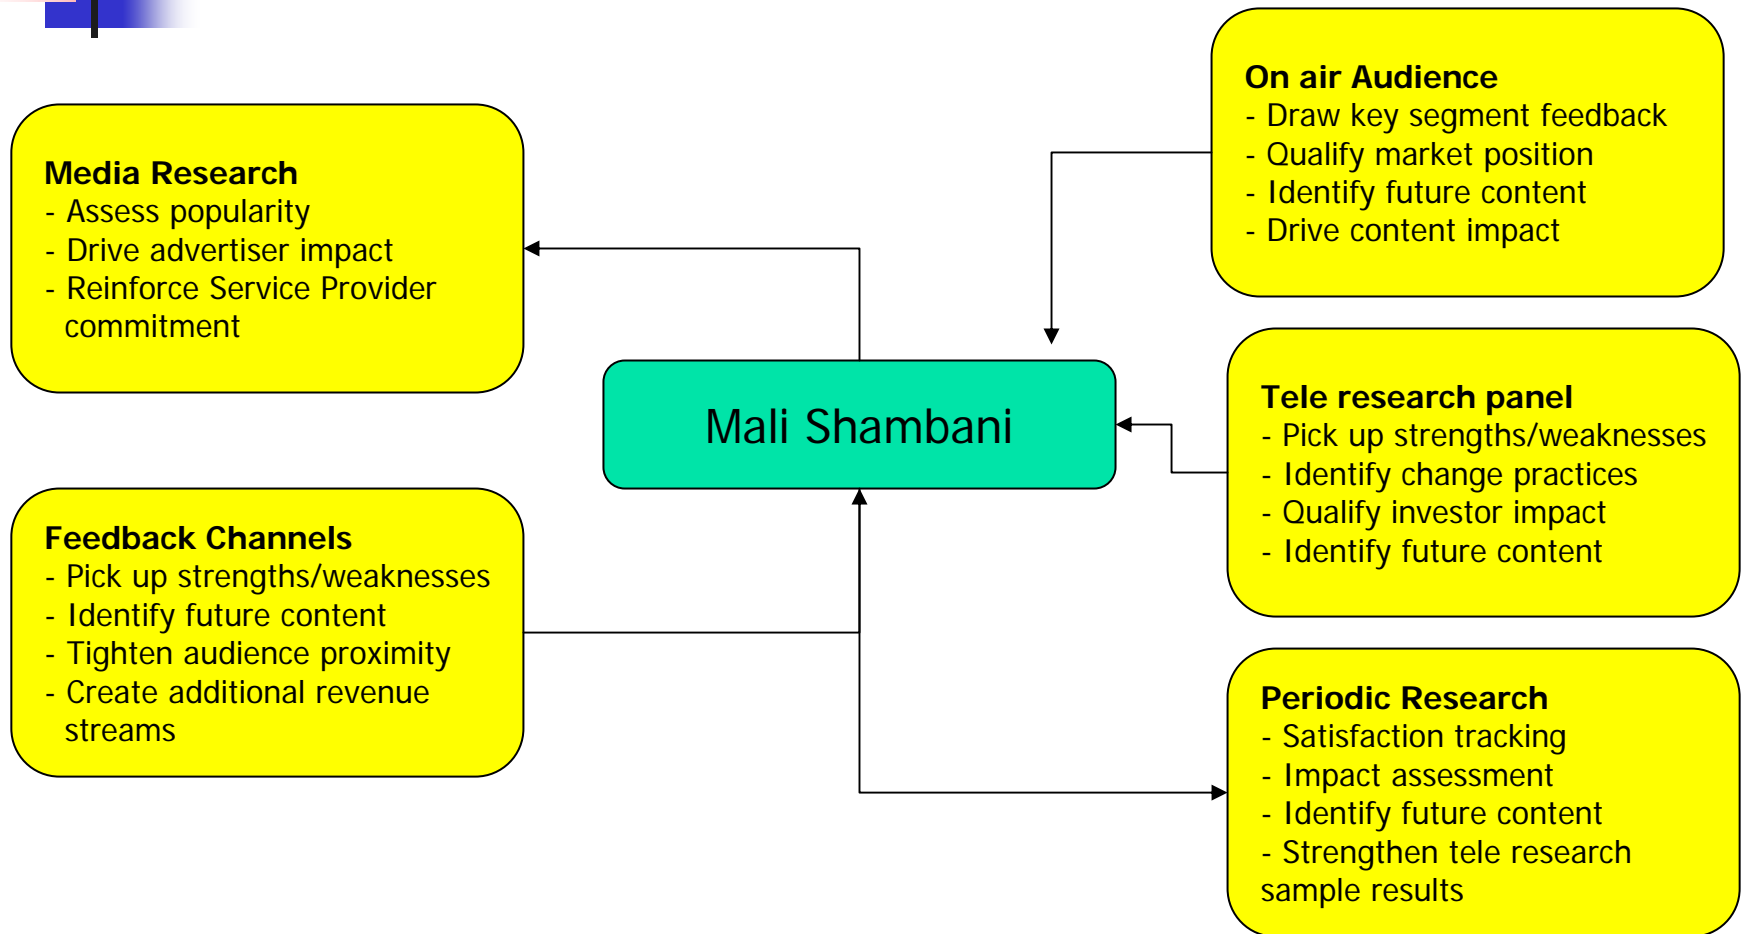 Media Research
- Assess popularity
- Drive advertiser impact
- Reinforce Service Provider
commitment
Feedback Channels
- Pick up strengths/weaknesses
- Identify future content
- Tighten audience proximity
- Create additional revenue
streams
Mali Shambani
On air Audience
- Draw key segment feedback
- Qualify market position
- Identify future content
- Drive content impact
Tele research panel
- Pick up strengths/weaknesses
- Identify change practices
- Qualify investor impact
- Identify future content
Periodic Research
- Satisfaction tracking
- Impact assessment
- Identify future content
- Strengthen tele research
sample results